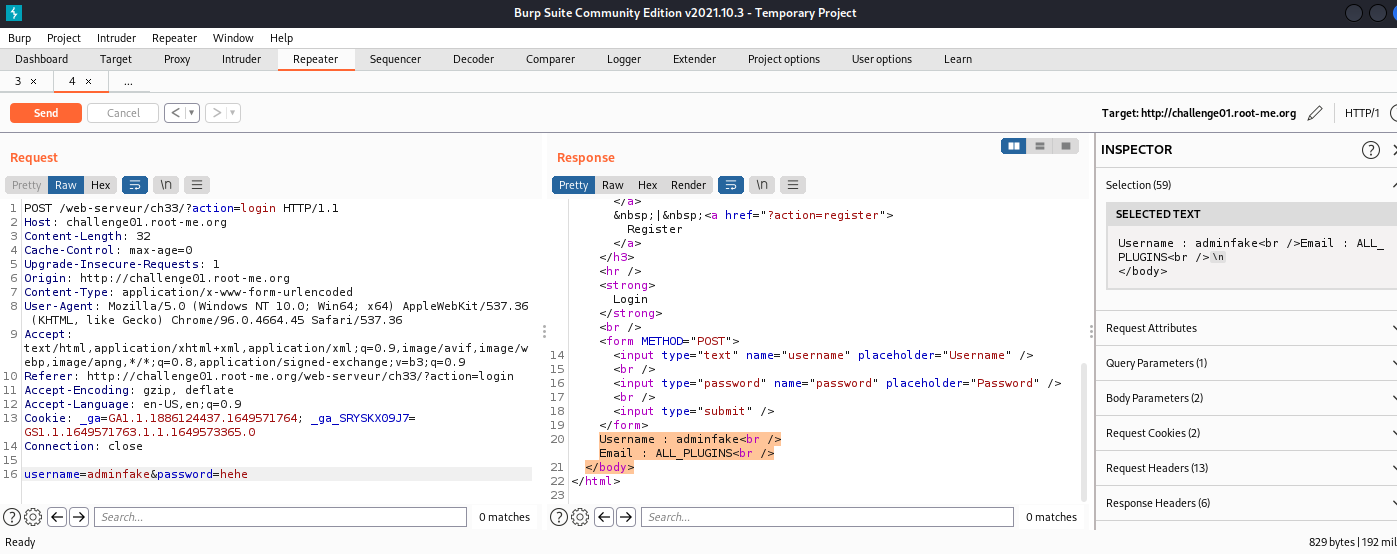 Burp Suite Community Edition v2021.10.3 - Temporary Project
Burp Project Intruder Repeater Window Help
Dashboard Target Proxy Intruder Repeater Sequencer Decoder Comparer Logger Extender Project options User options Learn
3 × 4 × ...
Send Cancel < | ▾ > | ▾ Target: http://challenge01.root-me.org HTTP/1
Request
Pretty Raw Hex \n
1 POST /web-serveur/ch33/?action=login HTTP/1.1
2 Host: challenge01.root-me.org
3 Content-Length: 32
4 Cache-Control: max-age=0
5 Upgrade-Insecure-Requests: 1
6 Origin: http://challenge01.root-me.org
7 Content-Type: application/x-www-form-urlencoded
8 User-Agent: Mozilla/5.0 (Windows NT 10.0; Win64; x64) AppleWebKit/537.36
(KHTML, like Gecko) Chrome/96.0.4664.45 Safari/537.36
9 Accept:
text/html,application/xhtml+xml,application/xml;q=0.9,image/avif,image/w
ebp,image/apng,*/*;q=0.8,application/signed-exchange;v=b3;q=0.9
10 Referer: http://challenge01.root-me.org/web-serveur/ch33/?action=login
11 Accept-Encoding: gzip, deflate
12 Accept-Language: en-US,en;q=0.9
13 Cookie: _ga=GA1.1.1886124437.1649571764; _ga_SRYSKX09J7=
GS1.1.1649571763.1.1.1649573365.0
14 Connection: close
15
16 username=adminfake&password=hehe
? Search... 0 matches
Response
Pretty Raw Hex Render \n
</a>
&nbsp;|&nbsp;<a href="?action=register">
Register
</a>
</h3>
<hr />
<strong>
Login
</strong>
<br />
<form METHOD="POST">
14 <input type="text" name="username" placeholder="Username" />
15 <br />
16 <input type="password" name="password" placeholder="Password" />
17 <br />
18 <input type="submit" />
19 </form>
20 Username : adminfake<br />
Email : ALL_PLUGINS<br />
21 </body>
22 </html>
23
? Search... 0 matches
INSPECTOR ?
Selection (59)
SELECTED TEXT
Username : adminfake<br />Email : ALL_
PLUGINS<br />\n
</body>
Request Attributes
Query Parameters (1)
Body Parameters (2)
Request Cookies (2)
Request Headers (13)
Response Headers (6)
Ready 829 bytes | 192 mil